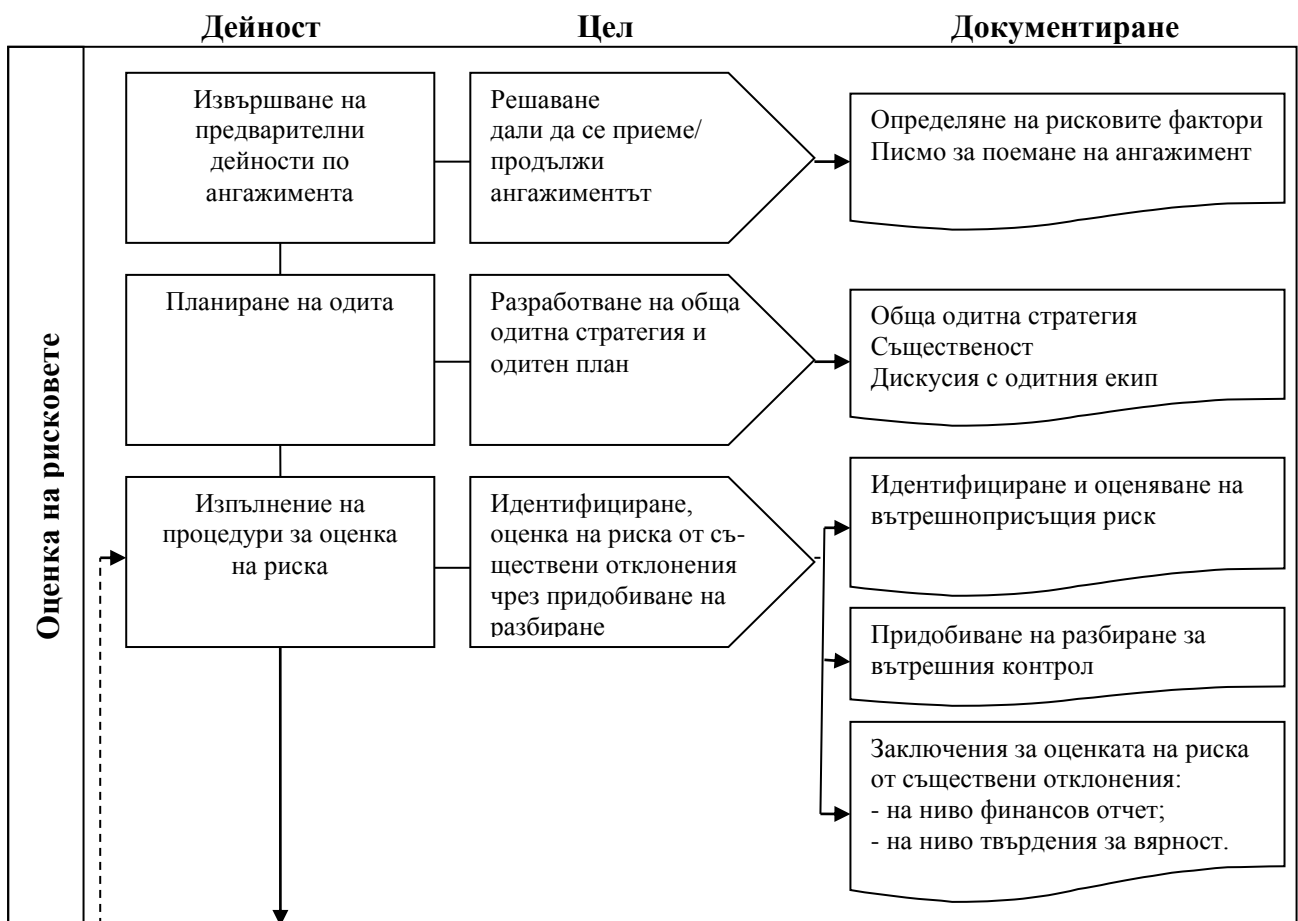 Дейност
Цел
Документиране
Оценка на рисковете
Извършване на
предварителни
дейности по
ангажимента
Решаване
дали да се приеме/
продължи
ангажиментът
Определяне на рисковите фактори
Писмо за поемане на ангажимент
Планиране на одита
Разработване на обща
одитна стратегия и
одитен план
Обща одитна стратегия
Същественост
Дискусия с одитния екип
Изпълнение на
процедури за оценка
на риска
Идентифициране,
оценка на риска от съ-
ществени отклонения
чрез придобиване на
разбиране
Идентифициране и оценяване на
вътрешноприсъщия риск
Придобиване на разбиране за
вътрешния контрол
Заключения за оценката на риска
от съществени отклонения:
- на ниво финансов отчет;
- на ниво твърдения за вярност.